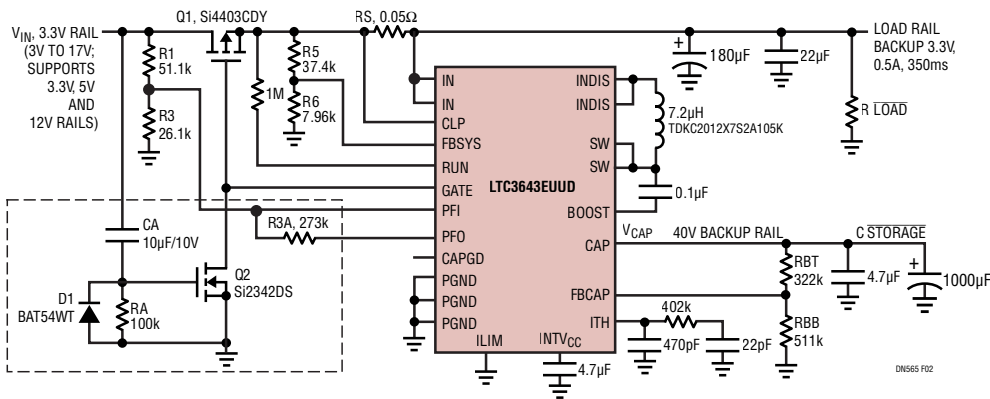 Q1, Si4403CDY
RS, 0.05Ω
VIN, 3.3V RAIL
(3V TO 17V;
SUPPORTS
3.3V, 5V
AND
12V RAILS)
R1
51.1k
R3
26.1k
1M
R5
37.4k
R6
7.96k
180µF
22µF
LOAD RAIL
BACKUP 3.3V,
0.5A, 350ms
R LOAD
IN
IN
CLP
FBSYS
RUN
GATE
PFI
PFO
CAPGD
PGND
PGND
PGND
ILIM
INTVCC
LTC3643EUUD
INDIS
INDIS
SW
SW
BOOST
CAP
FBCAP
ITH
7.2µH
TDKC2012X7S2A105K
0.1µF
VCAP
40V BACKUP RAIL
C STORAGE
RBT
322k
4.7µF
1000µF
RBB
511k
402k
470pF
22pF
4.7µF
R3A, 273k
CA
10µF/10V
Q2
Si2342DS
D1
BAT54WT
RA
100k
DN565 F02